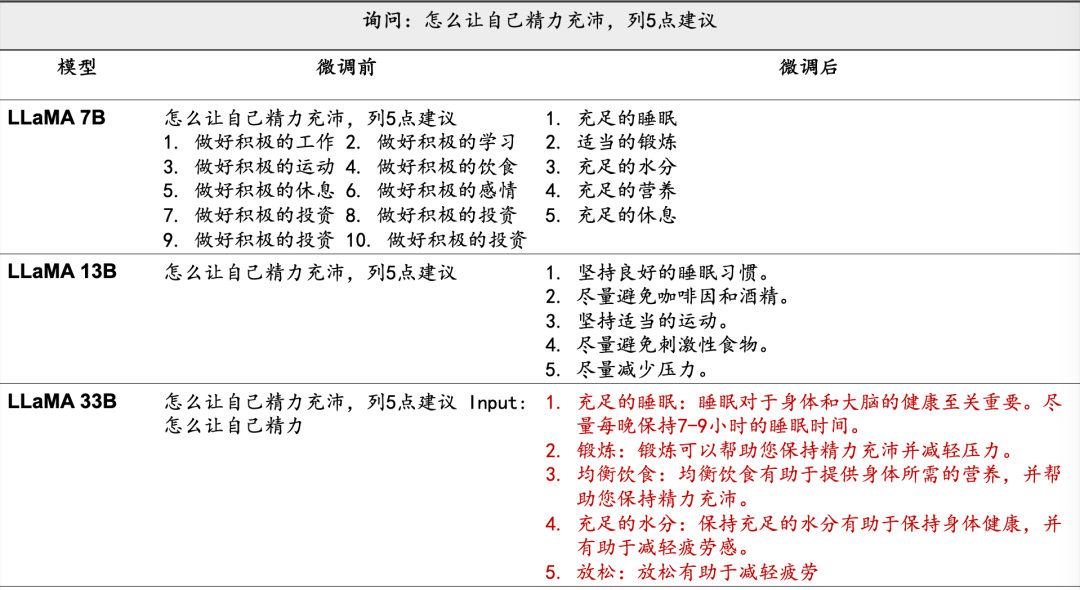 询问：怎么让自己精力充沛，列5点建议
模型 微调前 微调后
LLaMA 7B
怎么让自己精力充沛，列5点建议
1. 做好积极的工作 2. 做好积极的学习
3. 做好积极的运动 4. 做好积极的饮食
5. 做好积极的休息 6. 做好积极的感情
7. 做好积极的投资 8. 做好积极的投资
9. 做好积极的投资 10. 做好积极的投资
1. 充足的睡眠
2. 适当的锻炼
3. 充足的水分
4. 充足的营养
5. 充足的休息
LLaMA 13B
怎么让自己精力充沛，列5点建议
1. 坚持良好的睡眠习惯。
2. 尽量避免咖啡因和酒精。
3. 坚持适当的运动。
4. 尽量避免刺激性食物。
5. 尽量减少压力。
LLaMA 33B
怎么让自己精力充沛，列5点建议 Input:
怎么让自己精力
1. 充足的睡眠：睡眠对于身体和大脑的健康至关重要。尽
量每晚保持7-9小时的睡眠时间。
2. 锻炼：锻炼可以帮助您保持精力充沛并减轻压力。
3. 均衡饮食：均衡饮食有助于提供身体所需的营养，并帮
助您保持精力充沛。
4. 充足的水分：保持充足的水分有助于保持身体健康，并
有助于减轻疲劳感。
5. 放松：放松有助于减轻疲劳